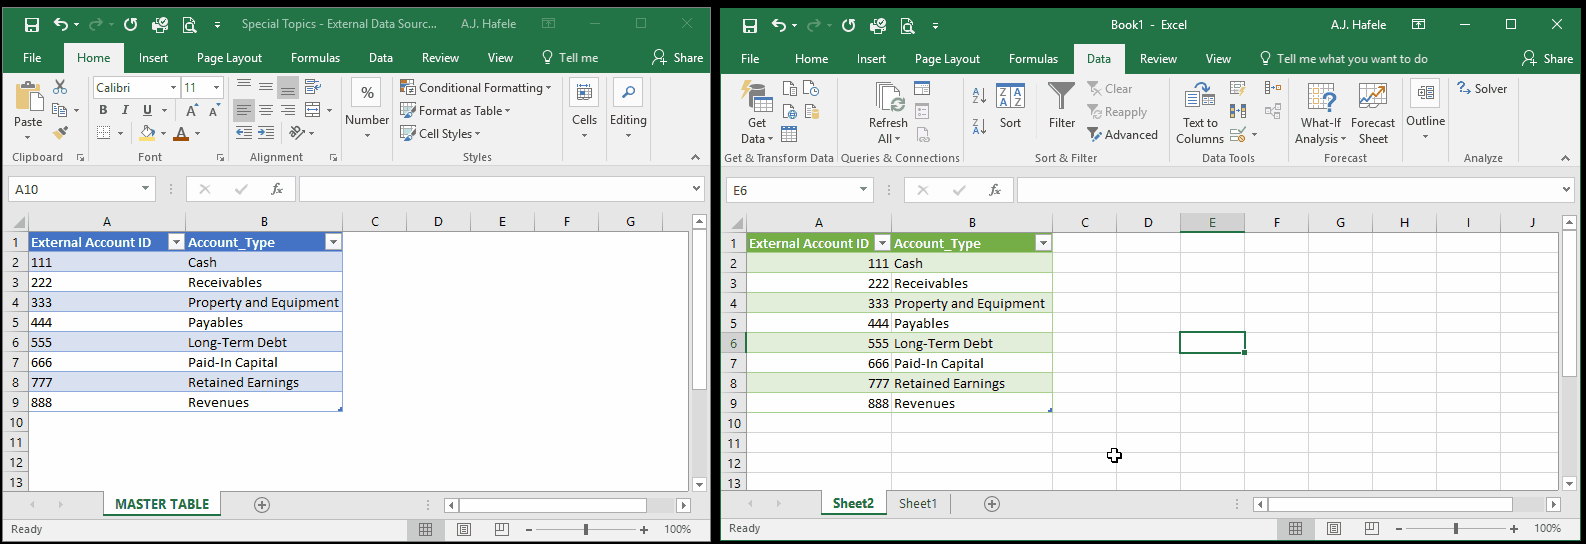 Special Topics - External Data Sourc...
A.J. Hafele
File
Home
Insert
Page Layout
Formulas
Data
Review
View
Tell me
Share
Paste
Calibri
11
B
I
U
A
A
A
%
Number
Conditional Formatting
Format as Table
Cell Styles
Cells
Editing
Clipboard
Font
Alignment
Styles
A10
fx
A B C D E F G
1 External Account ID Account_Type
2 111 Cash
3 222 Receivables
4 333 Property and Equipment
5 444 Payables
6 555 Long-Term Debt
7 666 Paid-In Capital
8 777 Retained Earnings
9 888 Revenues
10
11
12
13
MASTER TABLE
Ready
100%
Book1 - Excel
A.J. Hafele
File
Home
Insert
Page Layout
Formulas
Data
Review
View
Tell me what you want to do
Share
Get
Data
Refresh
All
Sort
Filter
Clear
Reapply
Advanced
Text to
Columns
What-If
Analysis
Forecast
Sheet
Outline
Solver
Get & Transform Data
Queries & Connections
Sort & Filter
Data Tools
Forecast
Analyze
E6
fx
A B C D E F G H I J
1 External Account ID Account_Type
2 111 Cash
3 222 Receivables
4 333 Property and Equipment
5 444 Payables
6 555 Long-Term Debt
7 666 Paid-In Capital
8 777 Retained Earnings
9 888 Revenues
10
11
12
13
Sheet2
Sheet1
Ready
100%